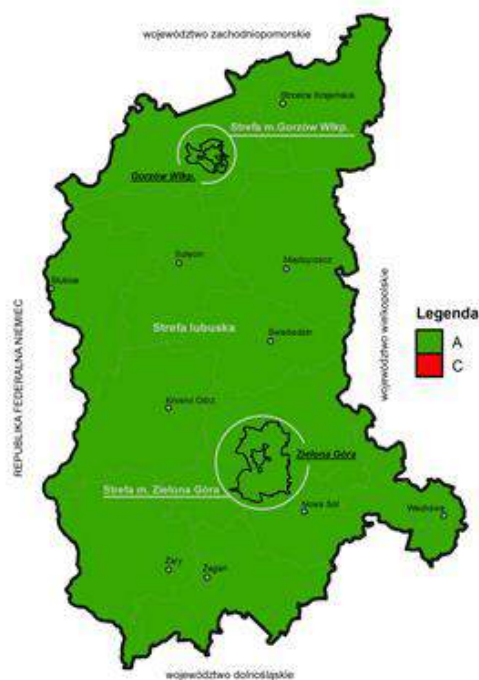 województwo zachodniopomorskie
Strzelce Krajeńskie
Strefa m.Gorzów Wlkp.
Gorzów Wlkp.
Sulęcin
Międzyrzecz
Słubice
REPUBLIKA FEDERALNA NIEMIEC
województwo wielkopolskie
Legenda
A
C
Strefa lubuska
Świebodzin
Krosno Odrz.
Zielona Góra
Strefa m. Zielona Góra
Nowa Sól
Wschowa
Żary
Żagań
województwo dolnośląskie